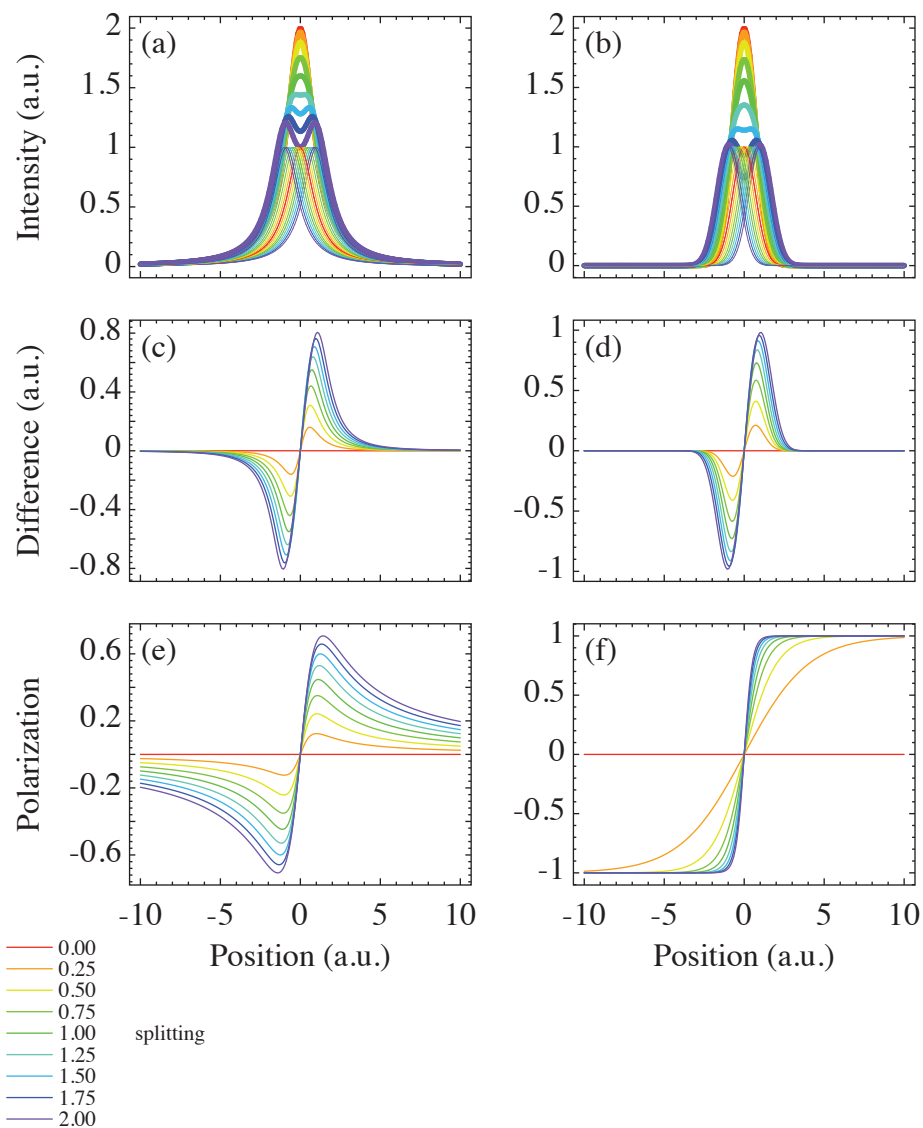 (a)
(b)
Intensity (a.u.)
2
1.5
1
0.5
0
2
1.5
1
0.5
0
(c)
(d)
Difference (a.u.)
0.8
0.4
0
-0.4
-0.8
1
0.5
0
-0.5
-1
(e)
(f)
Polarization
0.6
0.2
-0.2
-0.6
1
0.5
0
-0.5
-1
-10 -5 0 5 10
-10 -5 0 5 10
Position (a.u.)
Position (a.u.)
0.00
0.25
0.50
0.75
1.00
1.25
1.50
1.75
2.00
splitting